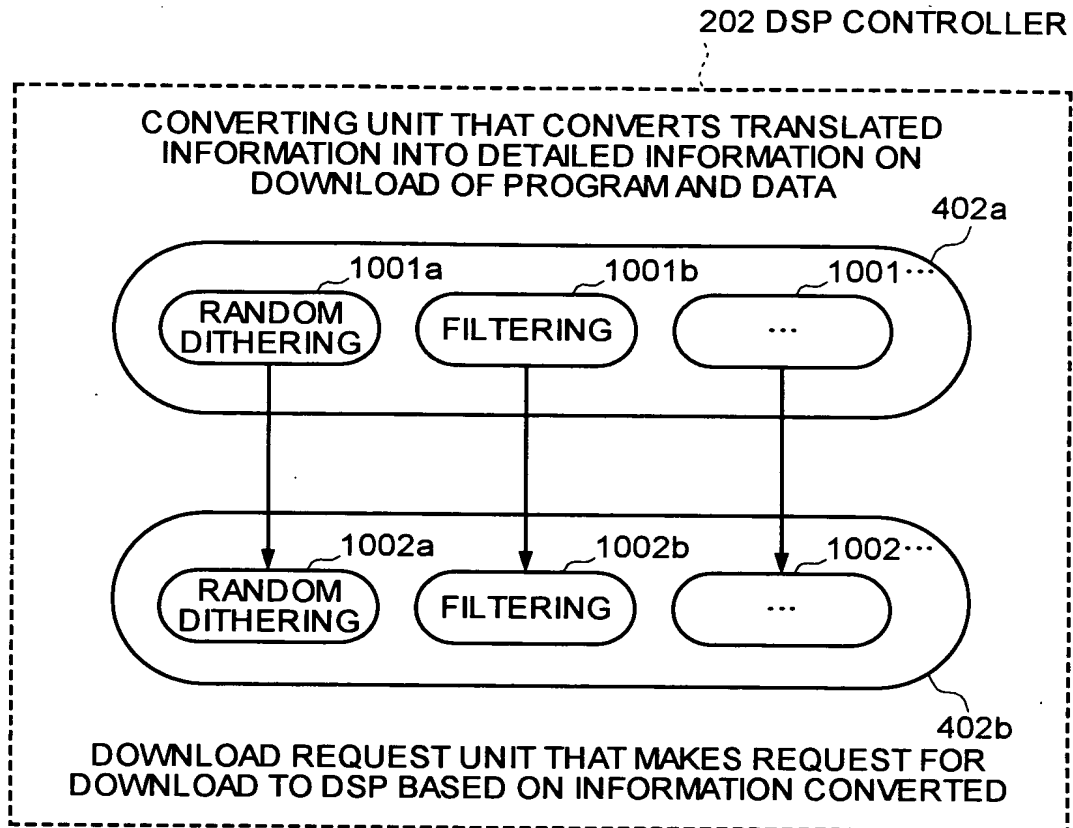 202 DSP CONTROLLER
CONVERTING UNIT THAT CONVERTS TRANSLATED
INFORMATION INTO DETAILED INFORMATION ON
DOWNLOAD OF PROGRAM AND DATA
402a
1001a 1001b 1001 ...
RANDOM
DITHERING
FILTERING
...
1002a 1002b 1002 ...
RANDOM
DITHERING
FILTERING
...
402b
DOWNLOAD REQUEST UNIT THAT MAKES REQUEST FOR
DOWNLOAD TO DSP BASED ON INFORMATION CONVERTED